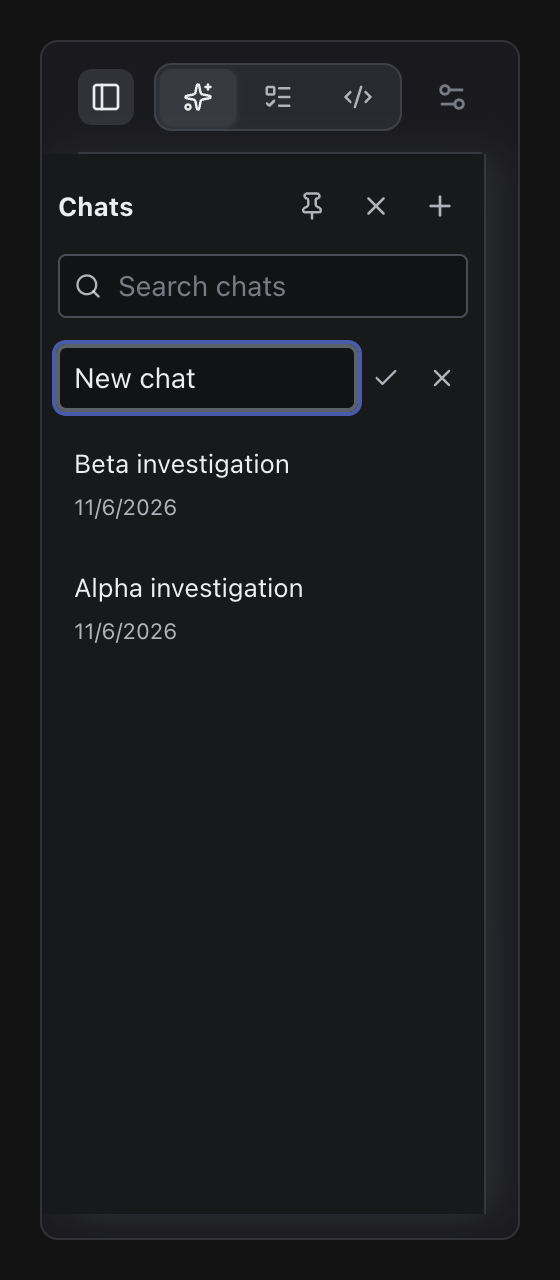 Chats
Search chats
New chat
Beta investigation
11/6/2026
Alpha investigation
11/6/2026